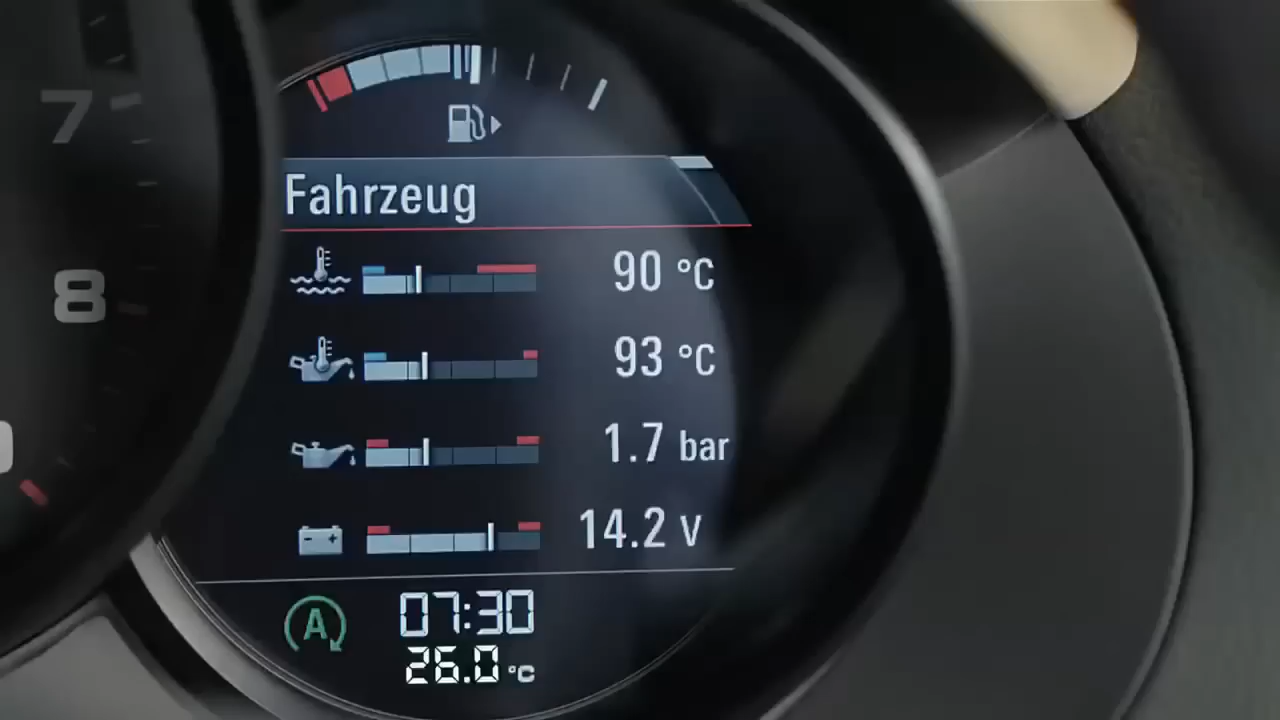 7
8
Fahrzeug
90 °C
93 °C
1.7 bar
14.2 V
A 07:30
26.0 °C